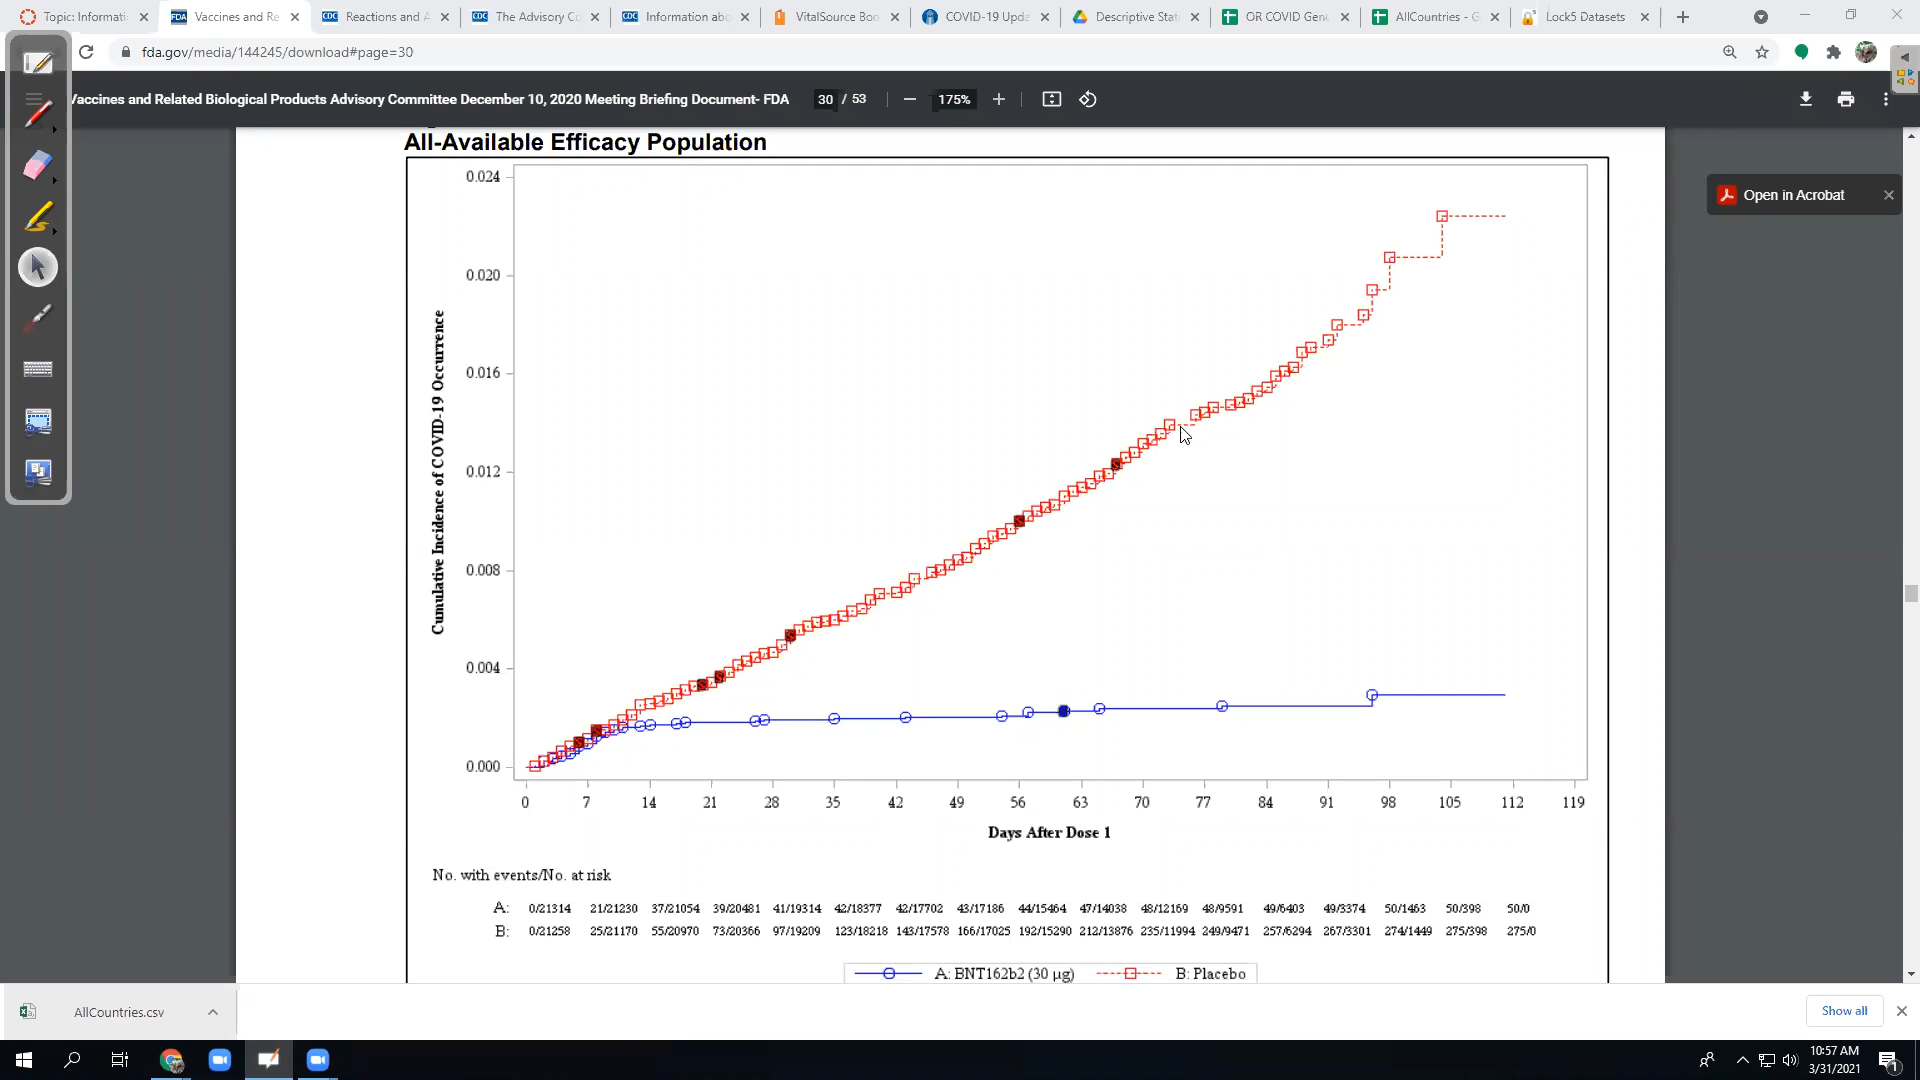 Topic: Informati
Vaccines and Re
Reactions and A
The Advisory Co
Information abo
VitalSource Boo
COVID-19 Upda
Descriptive Stati
OR COVID Gene
AllCountries - G
Lock5 Datasets
fda.gov/media/144245/download#page=30
Vaccines and Related Biological Products Advisory Committee December 10, 2020 Meeting Briefing Document- FDA
30 / 53
175%
Open in Acrobat
All-Available Efficacy Population
0.024
0.020
0.016
0.012
0.008
0.004
0.000
Cumulative Incidence of COVID-19 Occurrence
0 7 14 21 28 35 42 49 56 63 70 77 84 91 98 105 112 119
Days After Dose 1
No. with events/No. at risk
A: 0/21314 21/21230 37/21054 39/20481 41/19314 42/18377 42/17702 43/17186 44/15464 47/14038 48/12169 48/9591 49/6403 49/3374 50/1463 50/398 50/0
B: 0/21258 25/21170 55/20970 73/20366 97/19209 123/18218 143/17578 166/17025 192/15290 212/13876 235/11994 249/9471 257/6294 267/3301 274/1449 275/398 275/0
A: BNT162b2 (30 μg) B: Placebo
AllCountries.csv
Show all
10:57 AM
3/31/2021
1